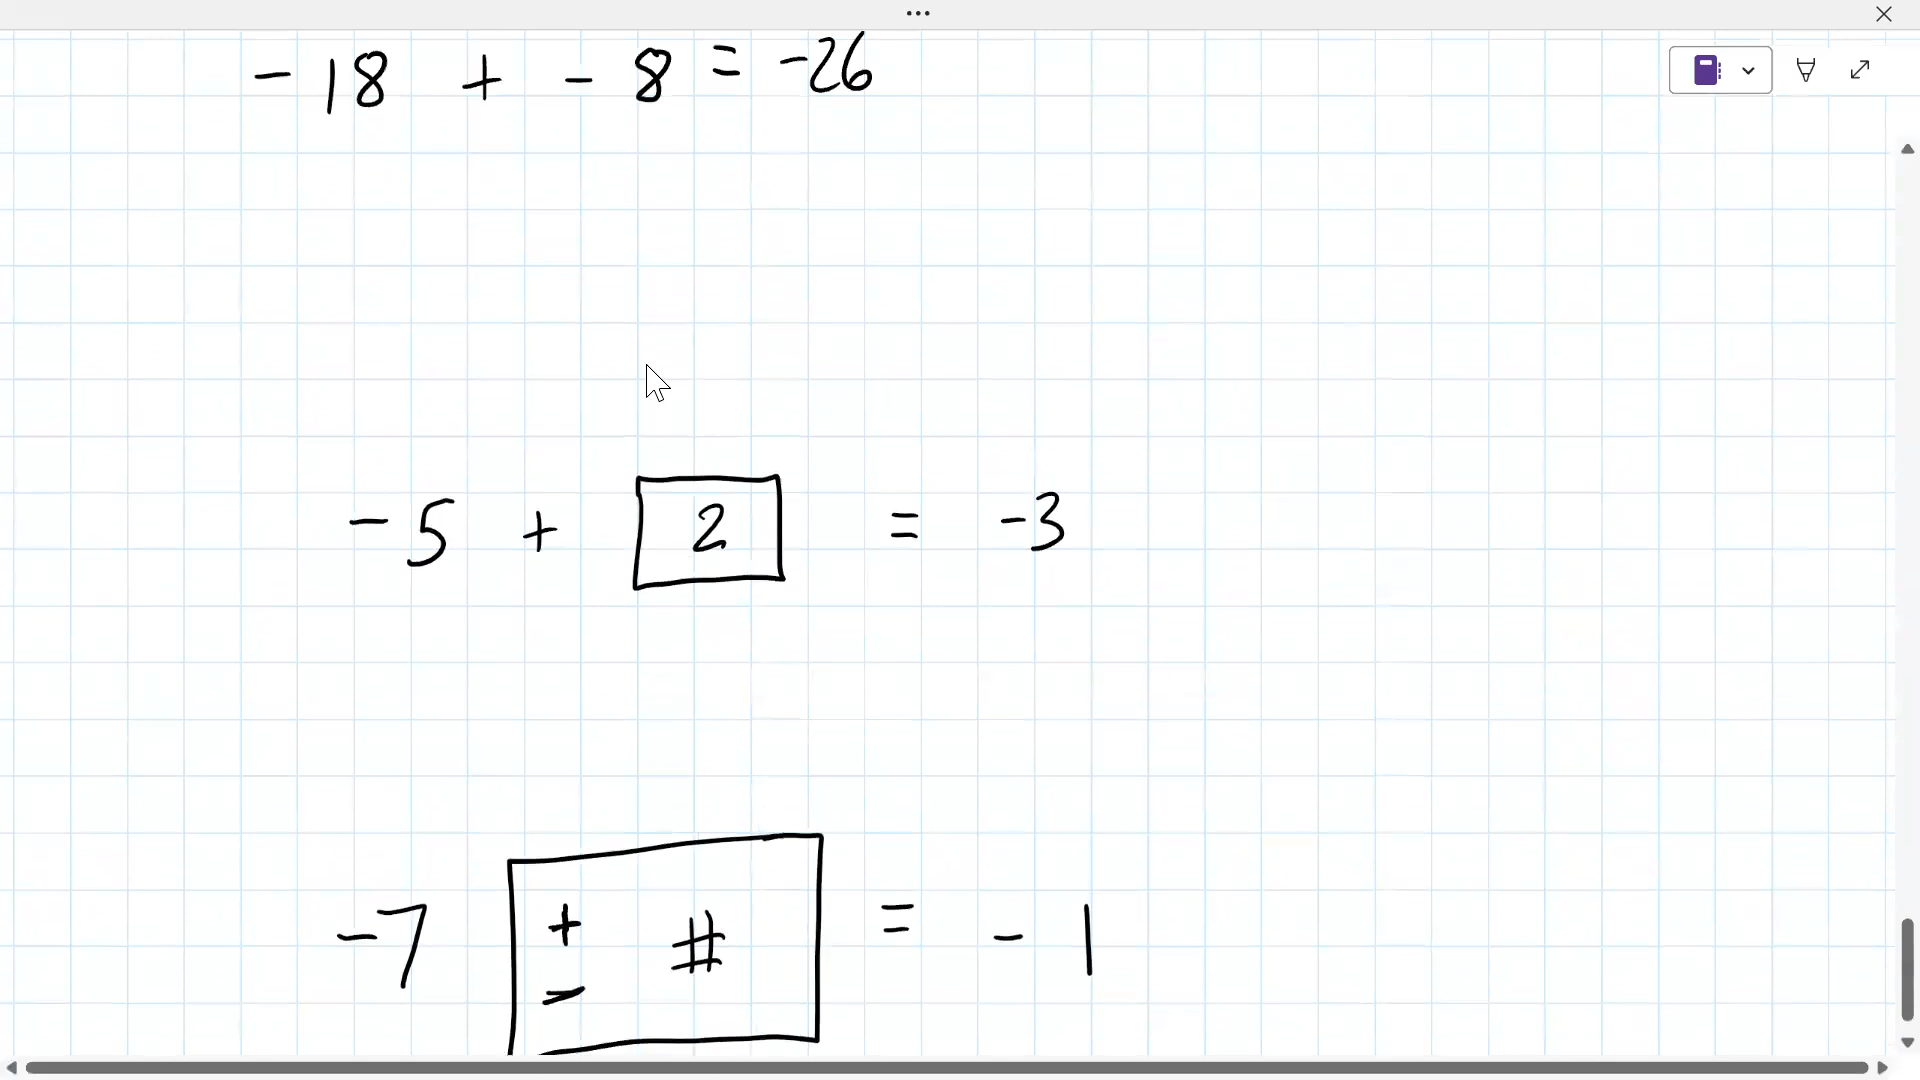 -18 + -8 = -26
-5 + 2 = -3
-7 + # = -1
-